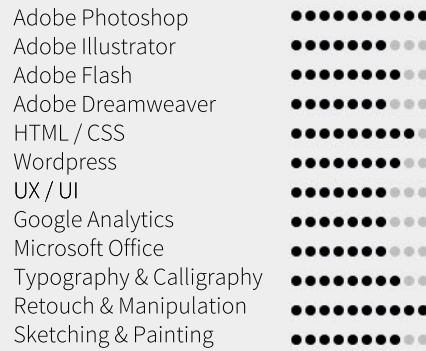 Adobe Photoshop
Adobe Illustrator
Adobe Flash
Adobe Dreamweaver
HTML / CSS
Wordpress
UX / UI
Google Analytics
Microsoft Office
Typography & Calligraphy
Retouch & Manipulation
Sketching & Painting